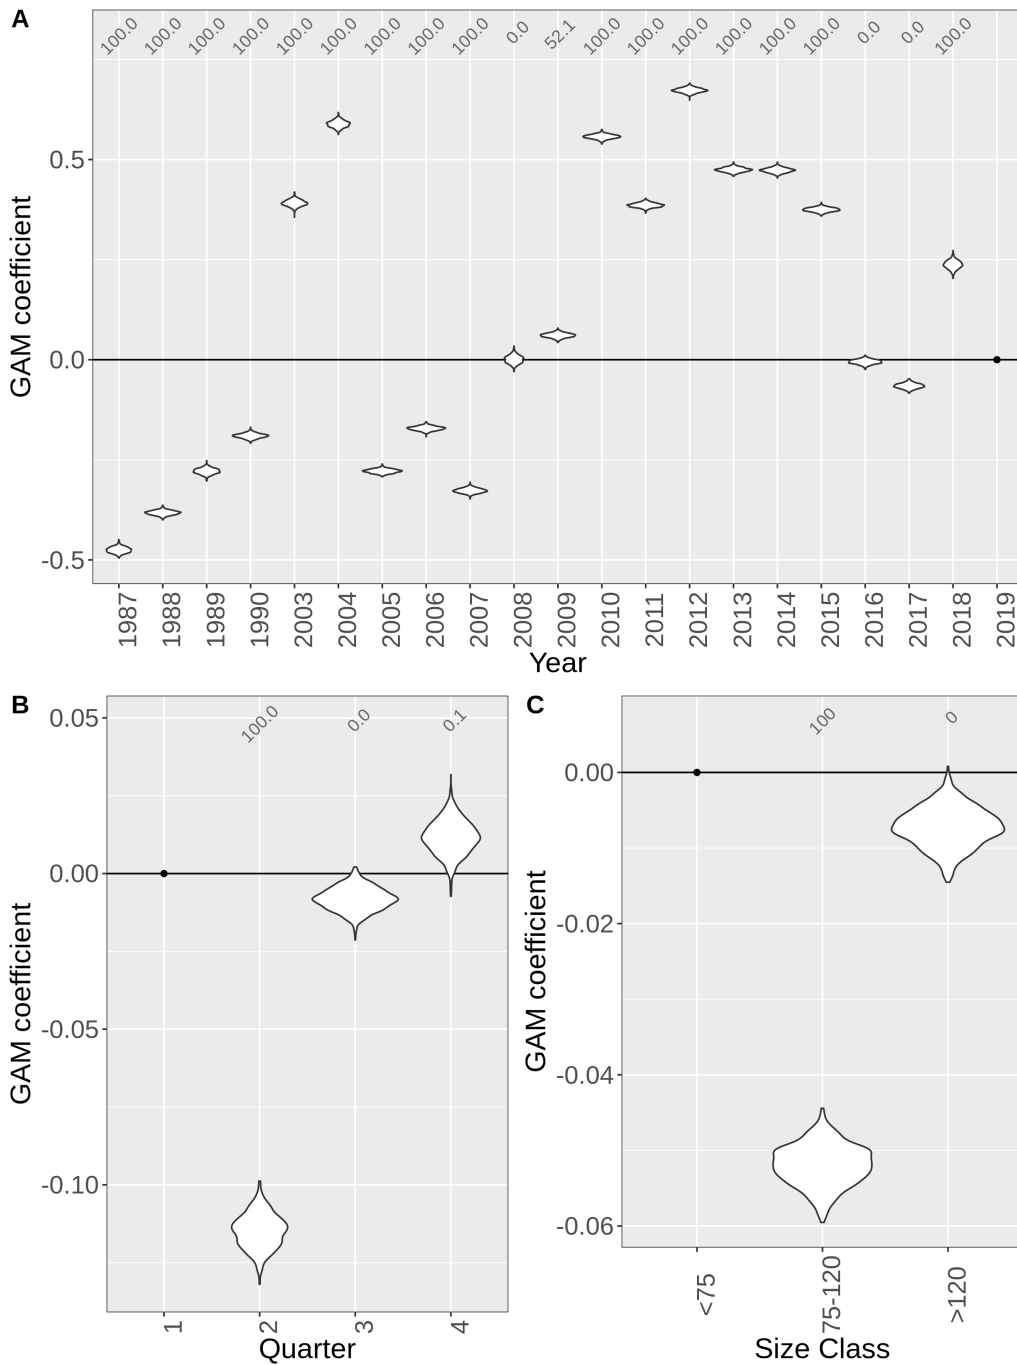 A
100.0 100.0 100.0 100.0 100.0 100.0 100.0 100.0 100.0 0.0 52.1 100.0 100.0 100.0 100.0 100.0 100.0 0.0 0.0 100.0
GAM coefficient
0.5
0.0
-0.5
1987 1988 1989 1990 2003 2004 2005 2006 2007 2008 2009 2010 2011 2012 2013 2014 2015 2016 2017 2018 2019
Year
B
100.0 0.0 0.1
GAM coefficient
0.05
0.00
-0.05
-0.10
1 2 3 4
Quarter
C
100 0
GAM coefficient
0.00
-0.02
-0.04
-0.06
<75 75-120 >120
Size Class